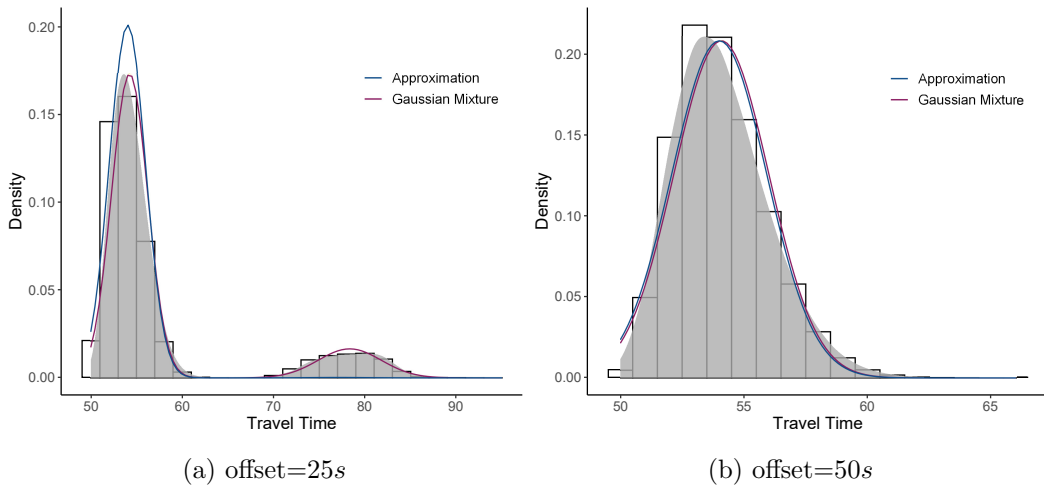 0.20
0.15
0.10
0.05
0.00
Density
50
60
70
80
90
Travel Time
Approximation
Gaussian Mixture
(a) offset=25s
0.20
0.15
0.10
0.05
0.00
Density
50
55
60
65
Travel Time
Approximation
Gaussian Mixture
(b) offset=50s